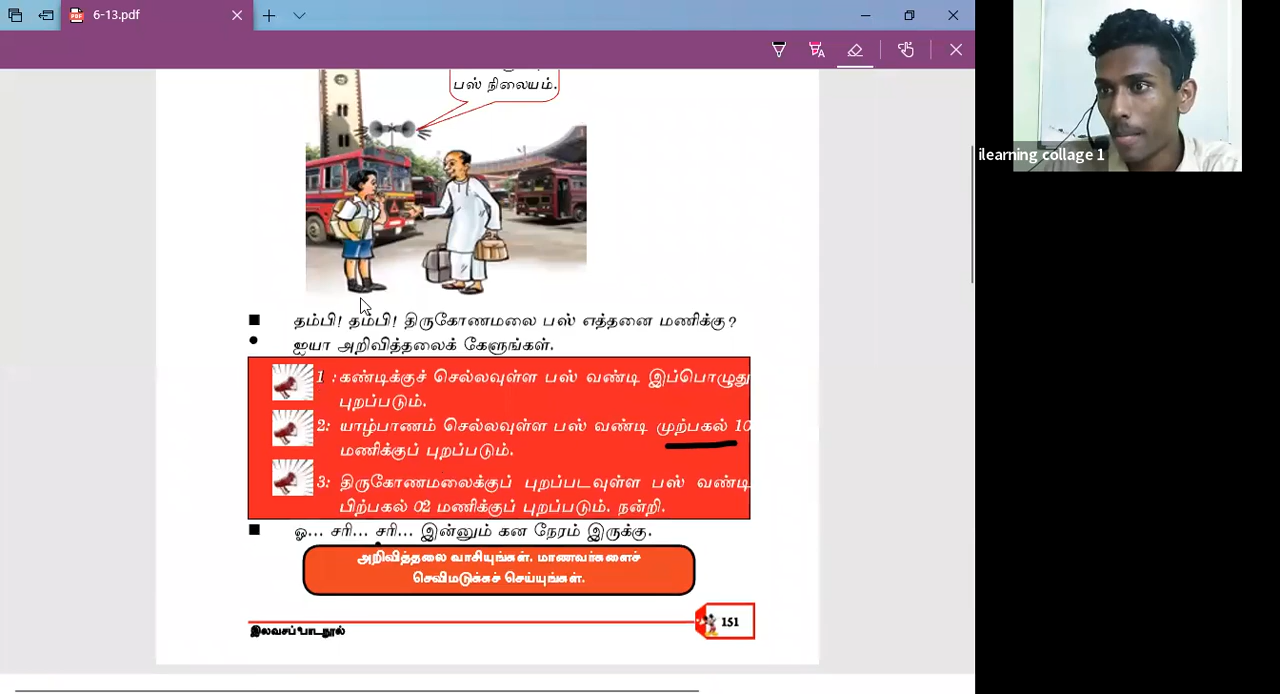 6-13.pdf
பஸ் நிலையம்.
ilearning collage 1
தம்பி! தம்பி! திருகோணமலை பஸ் எத்தனை மணிக்கு?
ஐயா அறிவித்தலைக் கேளுங்கள்.
1 : கண்டிக்குச் செல்லவுள்ள பஸ் வண்டி இப்பொழுது
புறப்படும்.
2: யாழ்பாணம் செல்லவுள்ள பஸ் வண்டி முற்பகல் 10
மணிக்குப் புறப்படும்.
3: திருகோணமலைக்குப் புறப்படவுள்ள பஸ் வண்டி
பிற்பகல் 02 மணிக்குப் புறப்படும். நன்றி.
ஓ... சரி... சரி... இன்னும் கன நேரம் இருக்கு.
அறிவித்தலை வாசியுங்கள். மாணவர்களைச்
செவிமடுக்கச் செய்யுங்கள்.
இலவசப் பாடநூல்
151